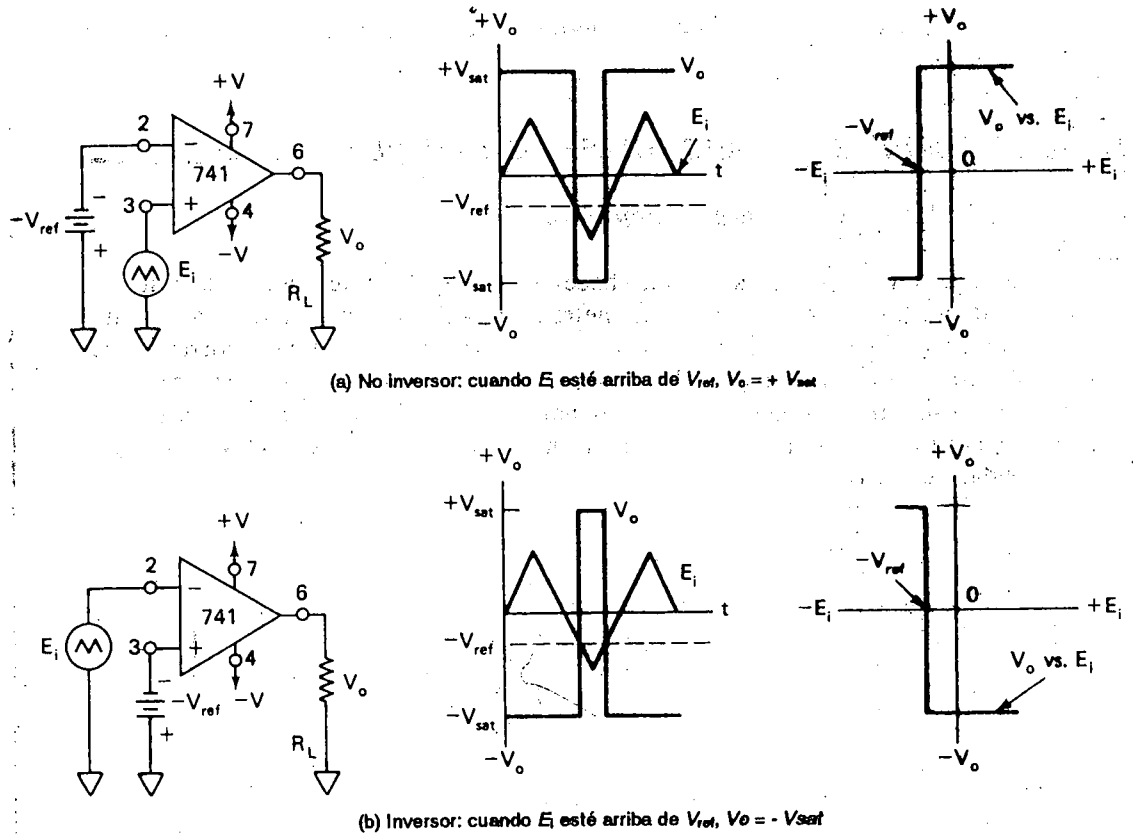 +V
2
−
7
6
741
−
3
+
4
−V_ref
+
−V
E_i
V_o
R_L
+V_o
+V_sat
V_o
E_i
t
−V_ref
−V_sat
−V_o
+V_o
V_o vs. E_i
−V_ref
0
−E_i
+E_i
−V_o
(a) No inversor: cuando E_i esté arriba de V_ref, V_o = + V_sat
+V
2
−
7
6
741
E_i
3
+
4
−
−V_ref
−V
+
V_o
R_L
+V_o
+V_sat
V_o
E_i
t
−V_ref
−V_sat
−V_o
+V_o
−V_ref
0
−E_i
+E_i
V_o vs. E_i
−V_o
(b) Inversor: cuando E_i esté arriba de V_ref, Vo = - Vsat